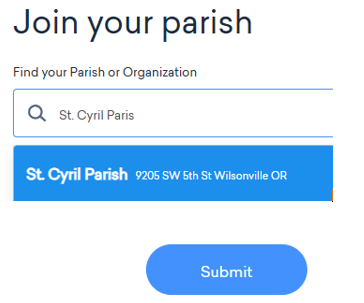 Join your parish
Find your Parish or Organization
St. Cyril Paris
St. Cyril Parish 9205 SW 5th St Wilsonville OR
Submit